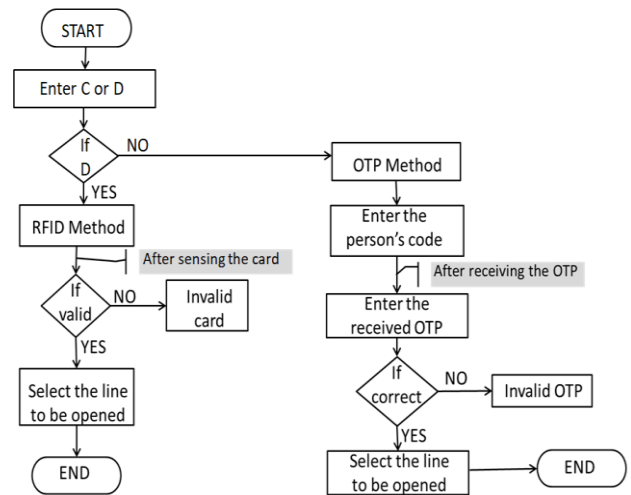 START
Enter C or D
If
D
NO
YES
RFID Method
After sensing the card
If
valid
NO
Invalid
card
YES
Select the line
to be opened
END
OTP Method
Enter the
person's code
After receiving the OTP
Enter the
received OTP
If
correct
NO
Invalid OTP
YES
Select the line
to be opened
END